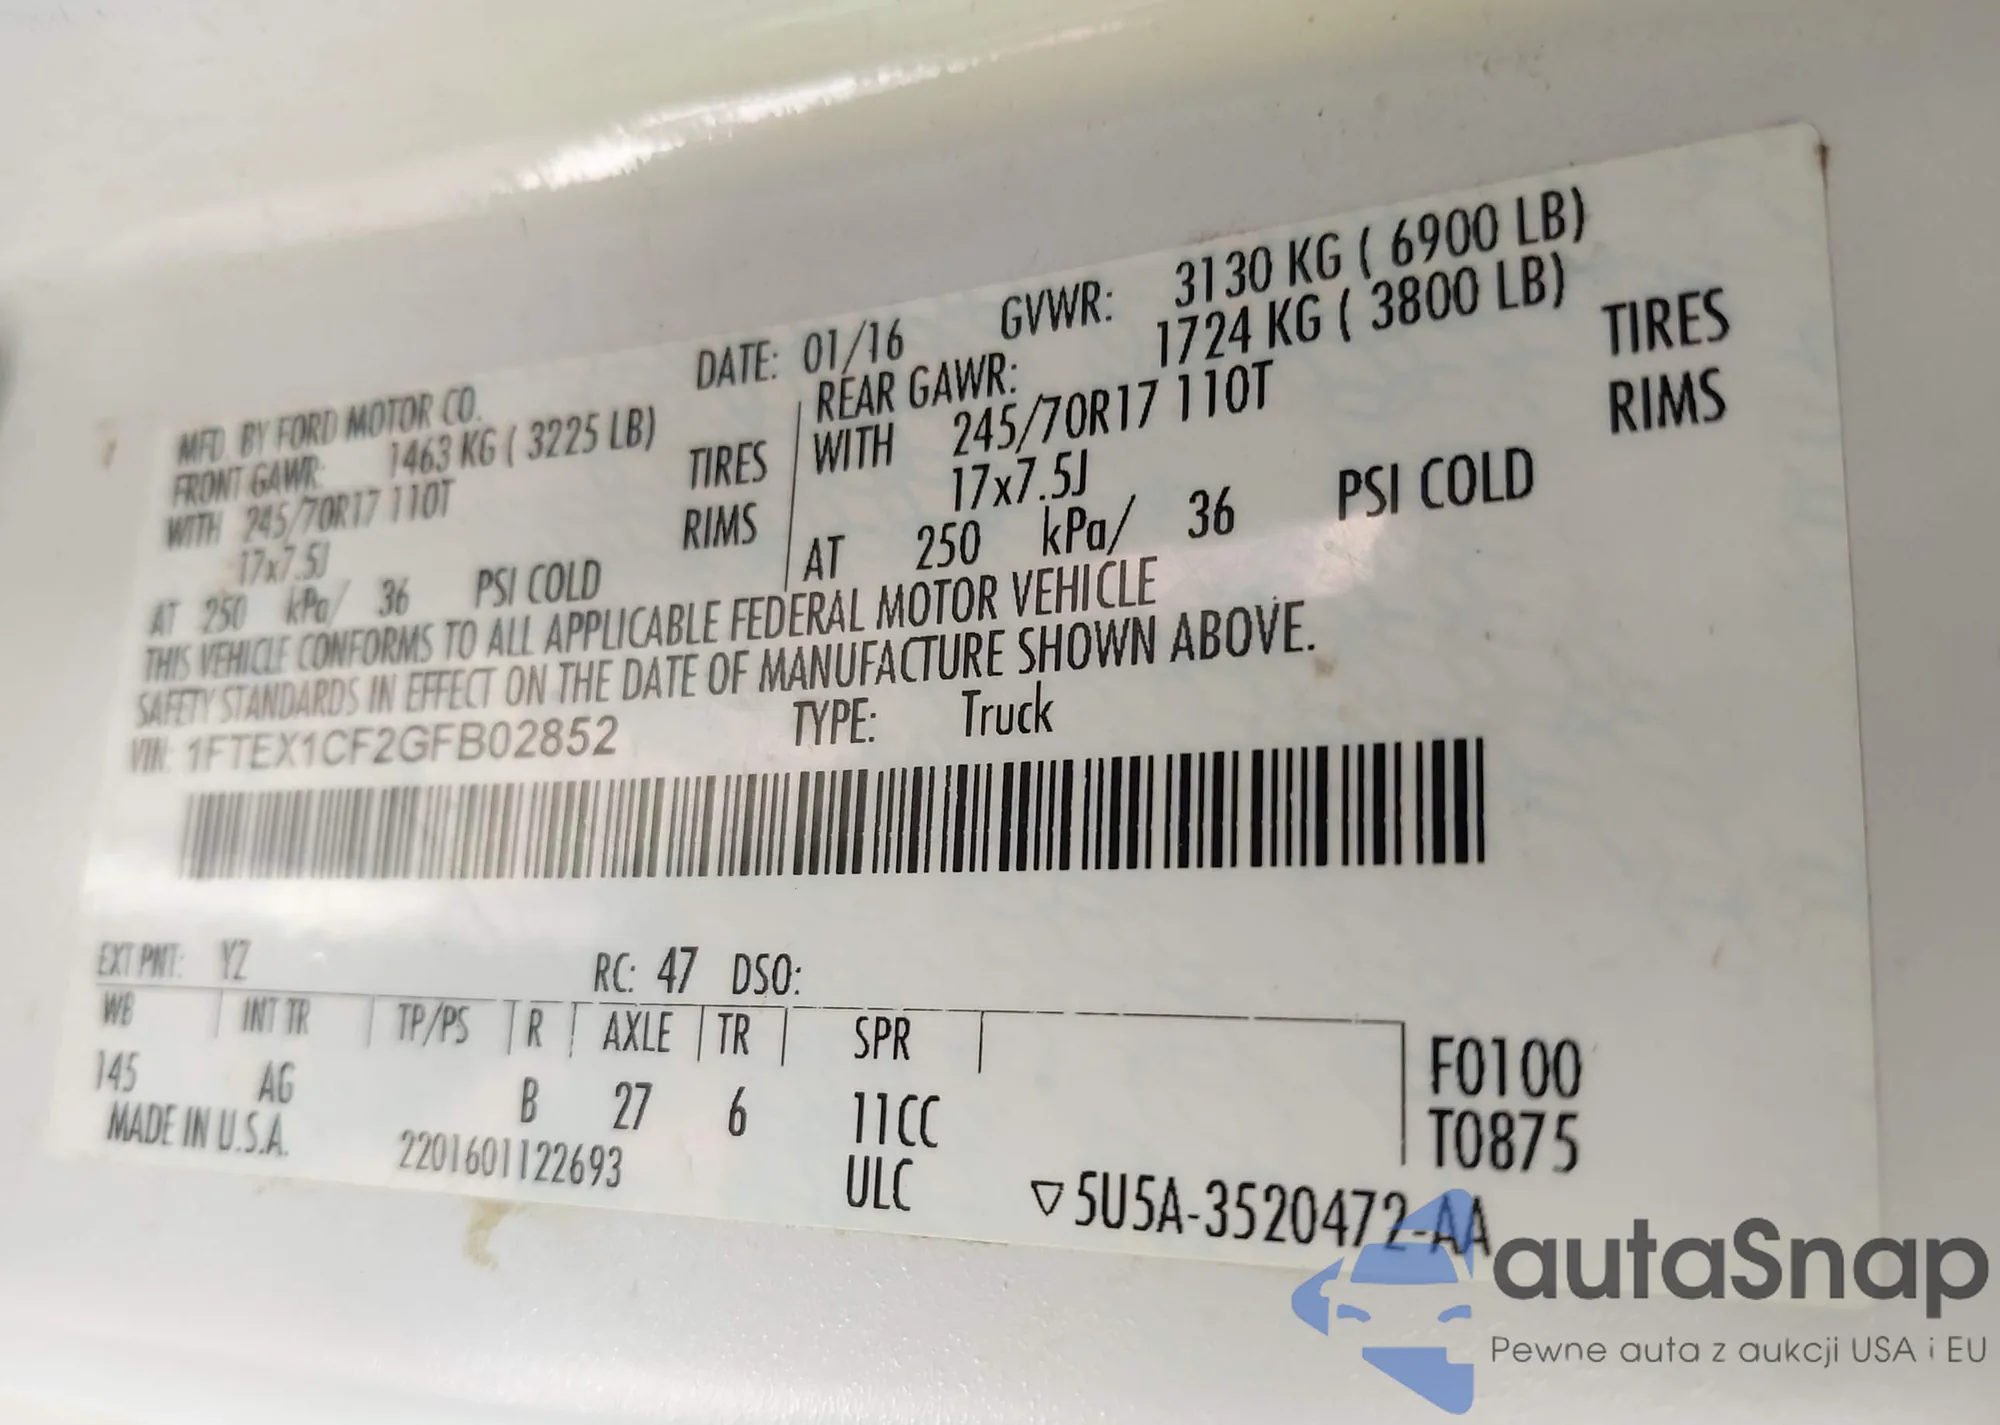 MFD. BY FORD MOTOR CO.
DATE: 01/16
GVWR: 3130 KG ( 6900 LB)
FRONT GAWR: 1463 KG ( 3225 LB)
WITH 245/70R17 110T TIRES
17x7.5J RIMS
AT 250 kPa/ 36 PSI COLD
REAR GAWR: 1724 KG ( 3800 LB)
WITH 245/70R17 110T TIRES
17x7.5J RIMS
AT 250 kPa/ 36 PSI COLD
THIS VEHICLE CONFORMS TO ALL APPLICABLE FEDERAL MOTOR VEHICLE
SAFETY STANDARDS IN EFFECT ON THE DATE OF MANUFACTURE SHOWN ABOVE.
VIN: 1FTEX1CF2GFB02852
TYPE: Truck
EXT PNT: YZ RC: 47 DSO:
WB INT TR TP/PS R AXLE TR SPR
145 AG B 27 6 11CC
F0100
T0875
MADE IN U.S.A. 2201601122693 ULC
▽5U5A-3520472-AA
autaSnap
Pewne auta z aukcji USA i EU